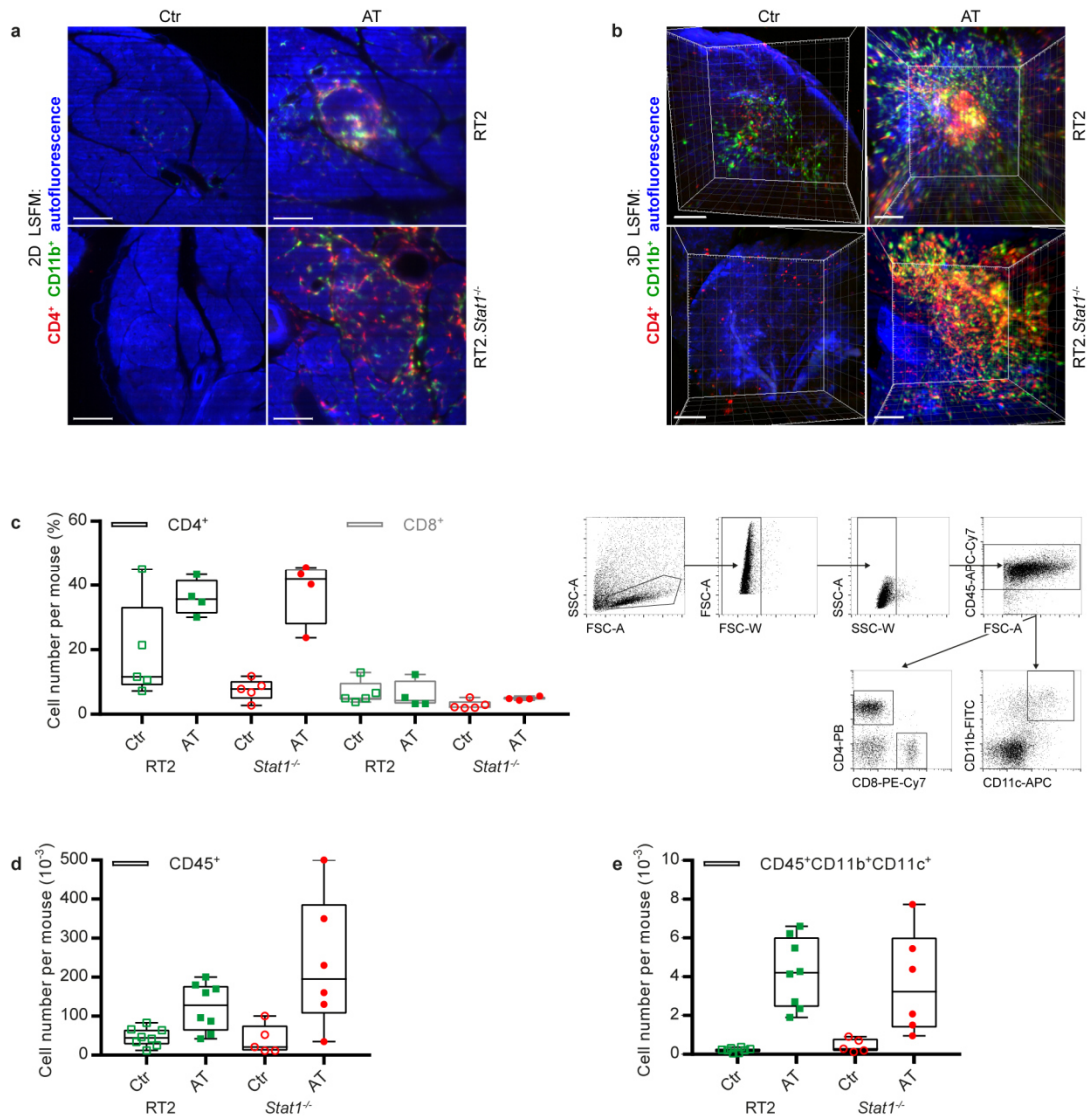 a
Ctr
AT
2D LSFM:
CD4⁺ CD11b⁺ autofluorescence
RT2
RT2.Stat1⁻/⁻
b
Ctr
AT
3D LSFM:
CD4⁺ CD11b⁺ autofluorescence
RT2
RT2.Stat1⁻/⁻
c
CD4⁺
CD8⁺
Cell number per mouse (%)
60
40
20
0
Ctr AT Ctr AT Ctr AT Ctr AT
RT2 Stat1⁻/⁻ RT2 Stat1⁻/⁻
SSC-A
FSC-A
FSC-A
FSC-W
SSC-A
SSC-W
CD45-APC-Cy7
FSC-A
CD4-PB
CD8-PE-Cy7
CD11b-FITC
CD11c-APC
d
CD45⁺
Cell number per mouse (10⁻³)
500
400
300
200
100
0
Ctr AT Ctr AT
RT2 Stat1⁻/⁻
e
CD45⁺CD11b⁺CD11c⁺
Cell number per mouse (10⁻³)
8
6
4
2
0
Ctr AT Ctr AT
RT2 Stat1⁻/⁻